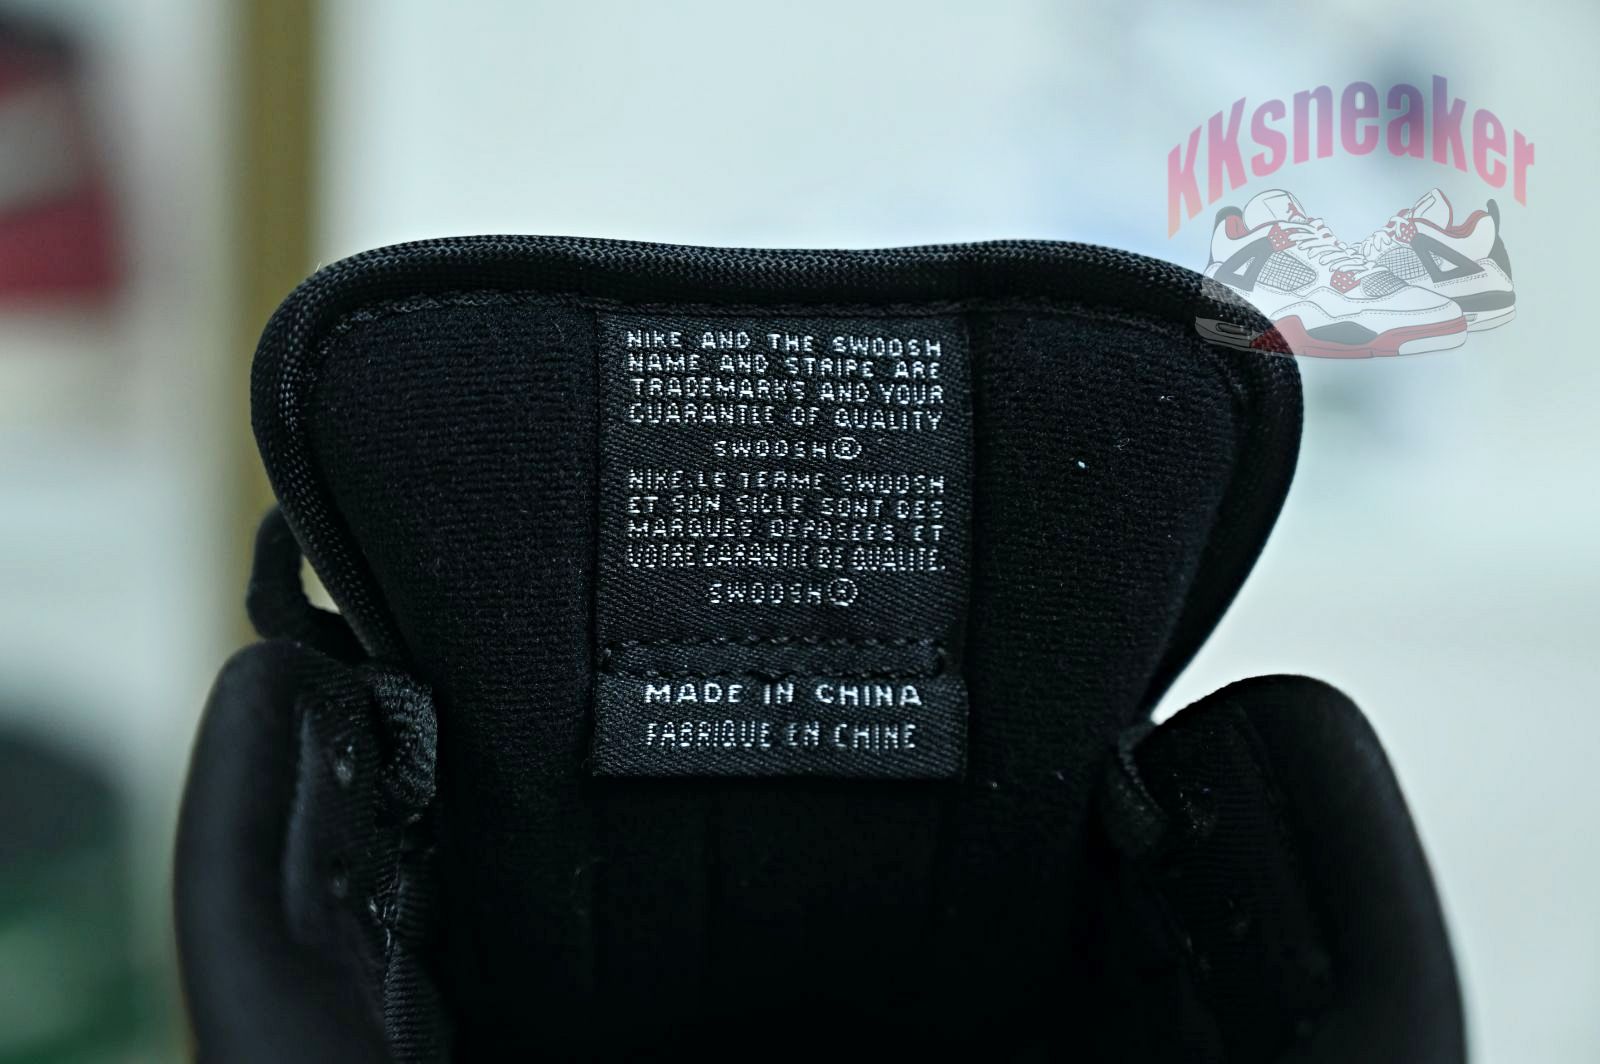 KKsneaker
NIKE AND THE SWOOSH
NAME AND STRIPE ARE
TRADEMARKS AND YOUR
GUARANTEE OF QUALITY
SWOOSH®
NIKE·LE TERME SWOOSH
ET SON SIGLE SONT DES
MARQUES DEPOSEES ET
VOTRE GARANTIE DE QUALITE.
SWOOSH®
MADE IN CHINA
FABRIQUE EN CHINE